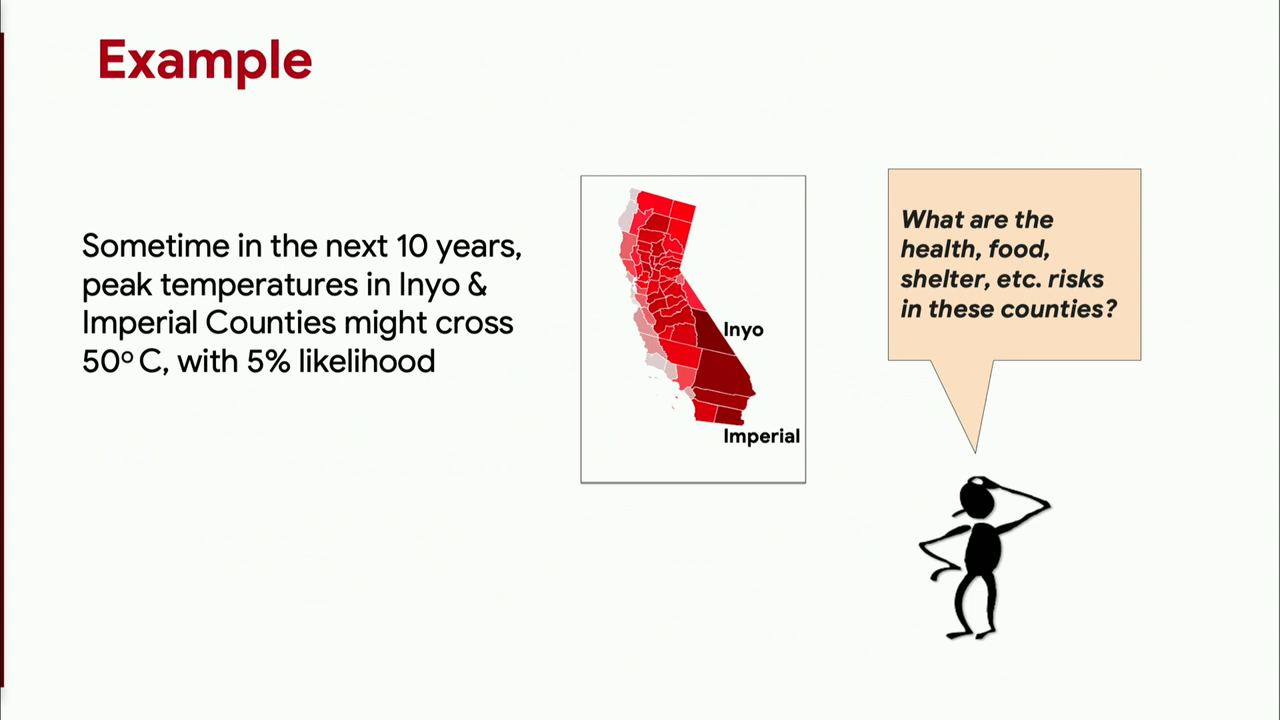 Example
Sometime in the next 10 years,
peak temperatures in Inyo &
Imperial Counties might cross
50º C, with 5% likelihood
Inyo
Imperial
What are the
health, food,
shelter, etc. risks
in these counties?